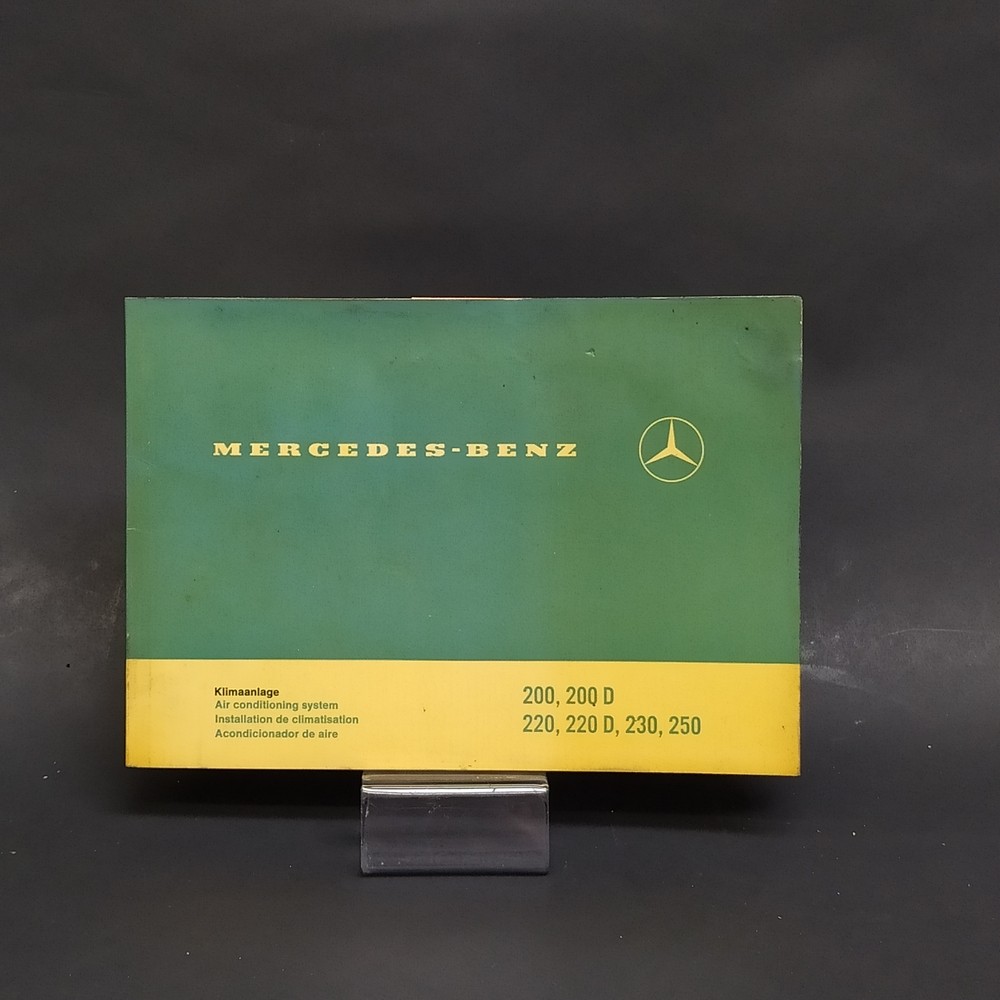 MERCEDES-BENZ
Klimaanlage
Air conditioning system
Installation de climatisation
Acondicionador de aire
200, 200 D
220, 220 D, 230, 250